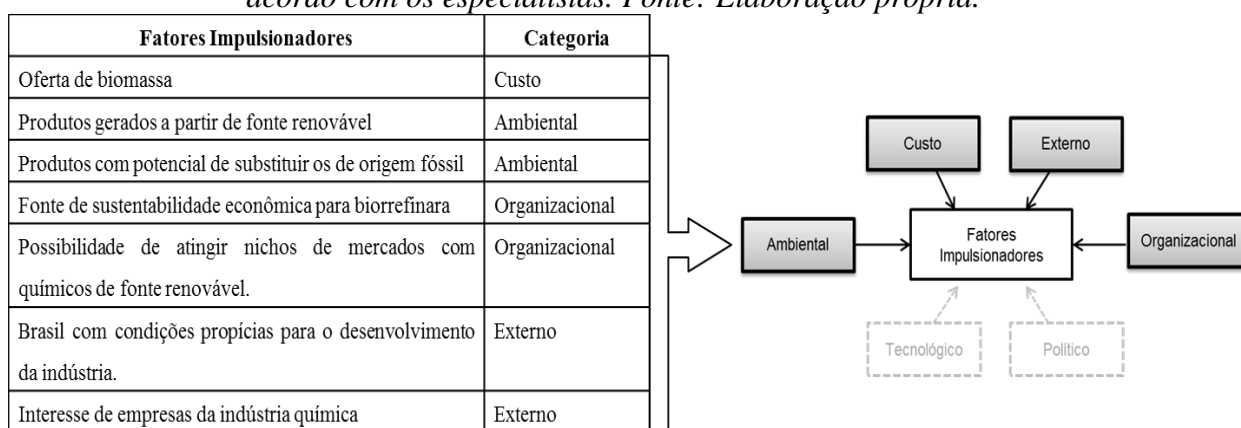 acordo com os especialistas. Fonte: Elaboração própria.
Fatores Impulsionadores Categoria
Oferta de biomassa Custo
Produtos gerados a partir de fonte renovável Ambiental
Produtos com potencial de substituir os de origem fóssil Ambiental
Fonte de sustentabilidade econômica para biorrefinara Organizacional
Possibilidade de atingir nichos de mercados com Organizacional
químicos de fonte renovável.
Brasil com condições propícias para o desenvolvimento Externo
da indústria.
Interesse de empresas da indústria química Externo
Custo Externo
Ambiental
Fatores
Impulsionadores
Organizacional
Tecnológico Político